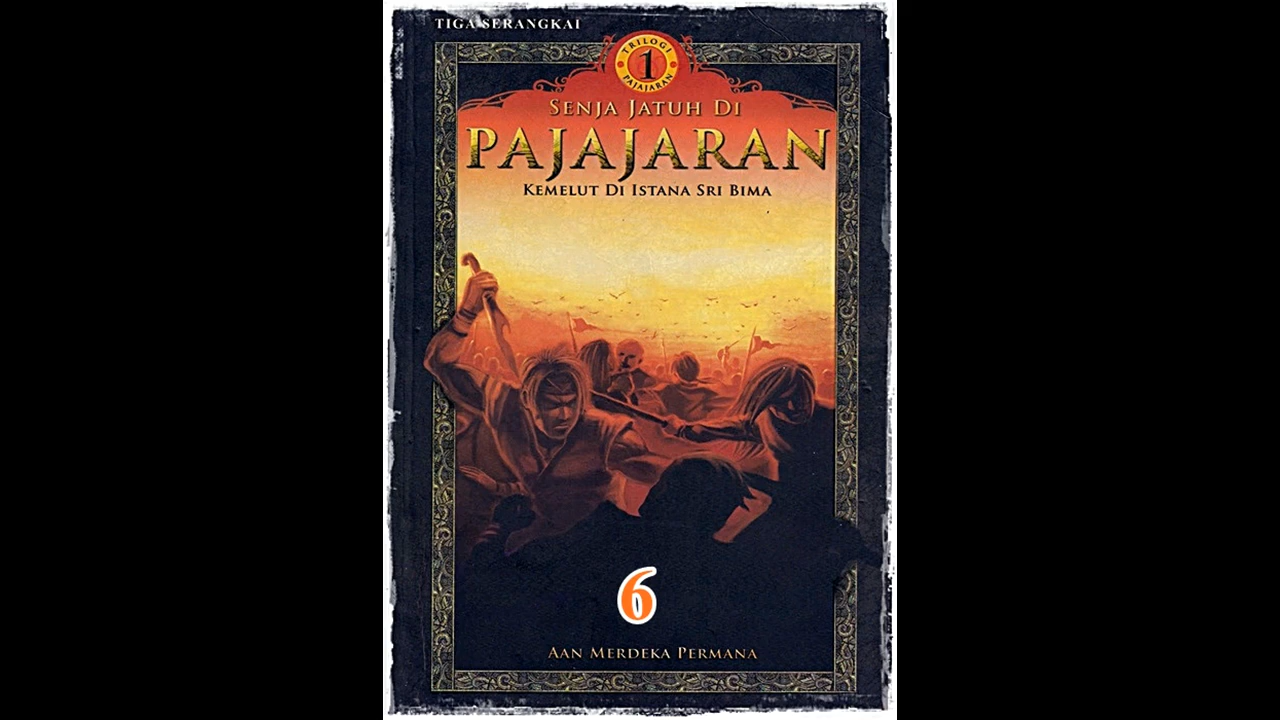 TIGA SERANGKAI
TRILOGI
1
PAJAJARAN
SENJA JATUH DI
PAJAJARAN
KEMELUT DI ISTANA SRI BIMA
6
AAN MERDEKA PERMANA